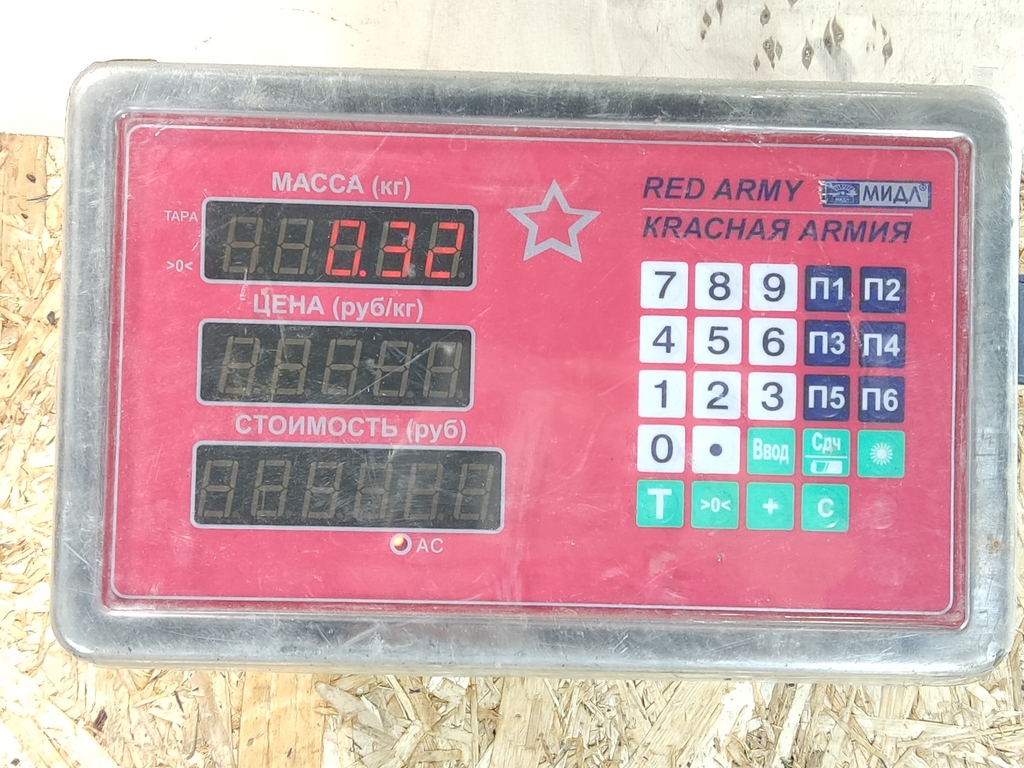 МАССА (кг)
ТАРА
0.32
>0<
ЦЕНА (руб/кг)
СТОИМОСТЬ (руб)
AC
RED ARMY МИДЛ®
КRАСНАЯ ARMИЯ
7 8 9 П1 П2
4 5 6 П3 П4
1 2 3 П5 П6
0 • Ввод Сдч
T >0< + C